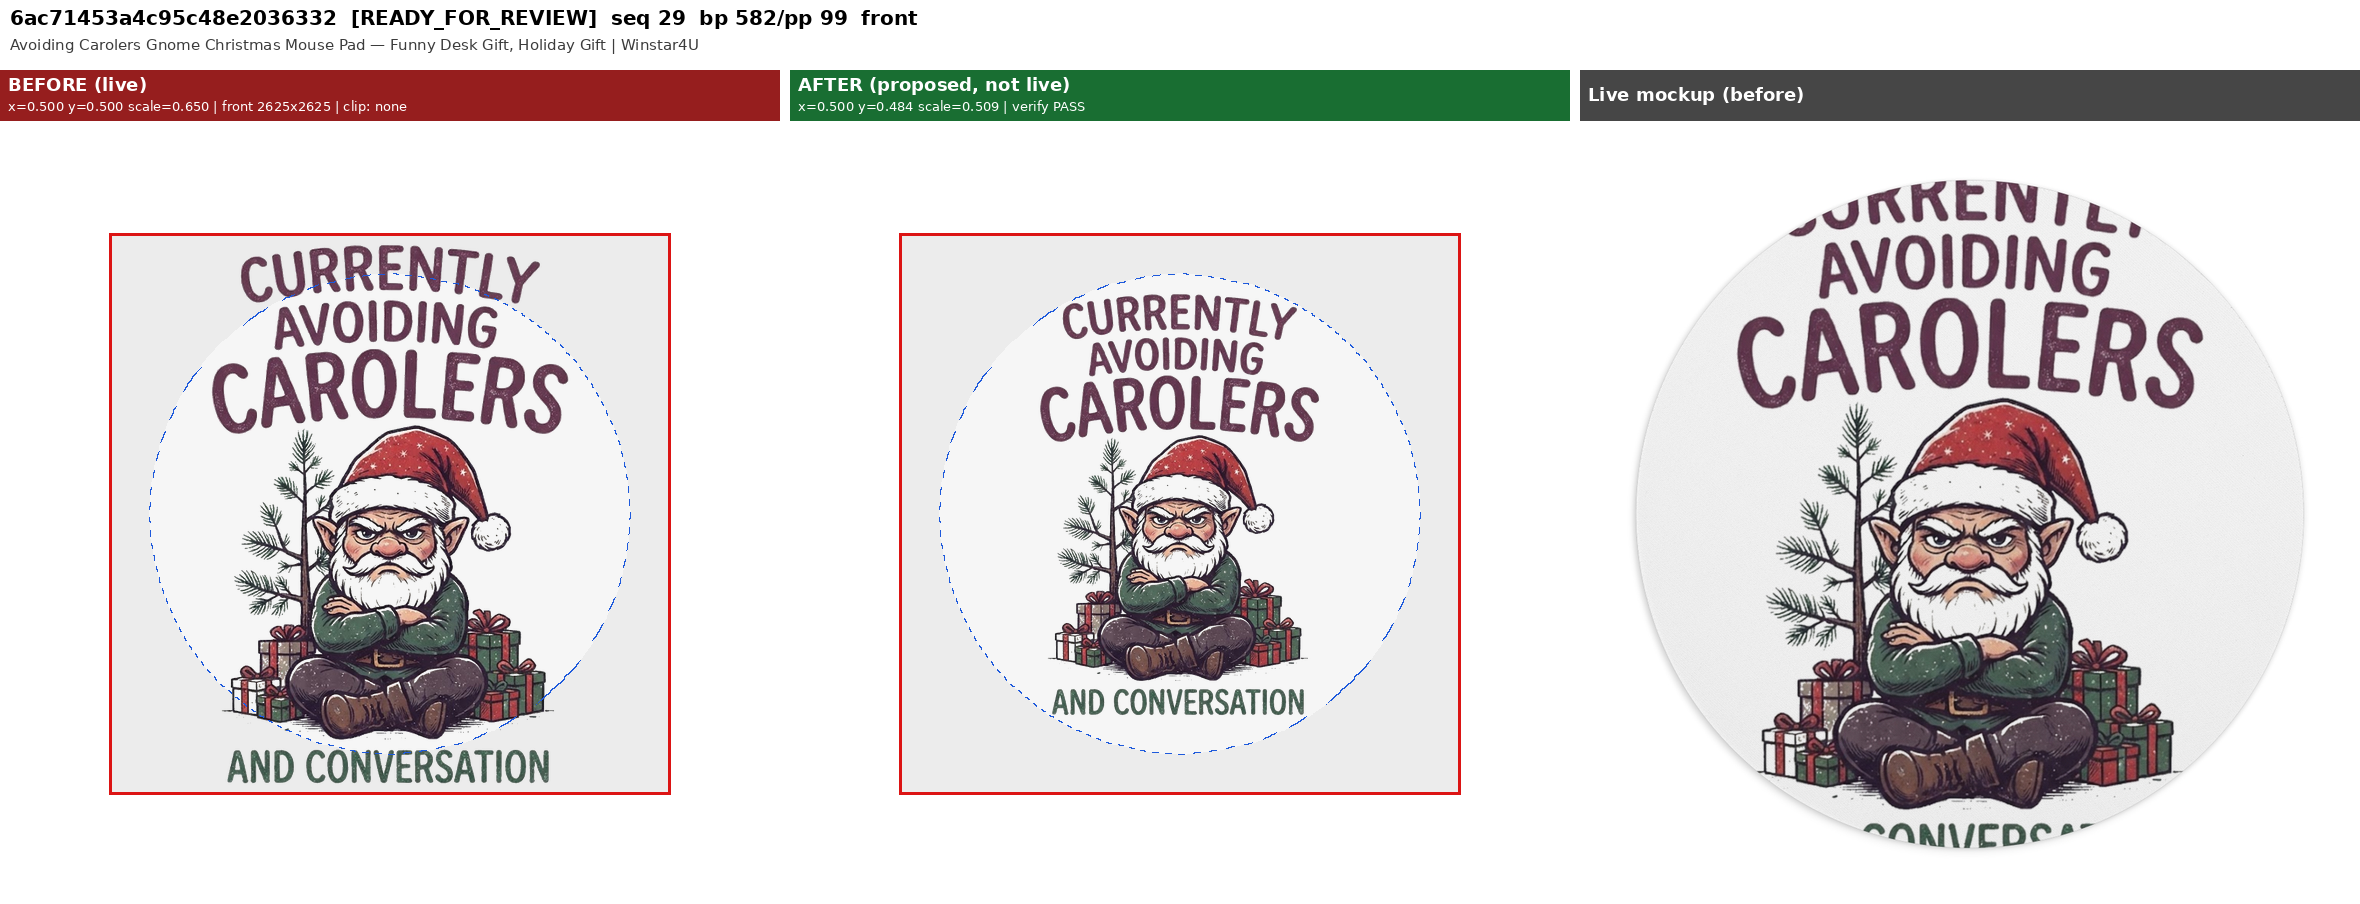 6ac71453a4c95c48e2036332  [READY_FOR_REVIEW]  seq 29  bp 582/pp 99  front
Avoiding Carolers Gnome Christmas Mouse Pad — Funny Desk Gift, Holiday Gift | Winstar4U
BEFORE (live)
x=0.500 y=0.500 scale=0.650 | front 2625x2625 | clip: none
CURRENTLY
AVOIDING
CAROLERS
AND CONVERSATION
AFTER (proposed, not live)
x=0.500 y=0.484 scale=0.509 | verify PASS
CURRENTLY
AVOIDING
CAROLERS
AND CONVERSATION
Live mockup (before)
CURRENTLY
AVOIDING
CAROLERS
CONVERSAT